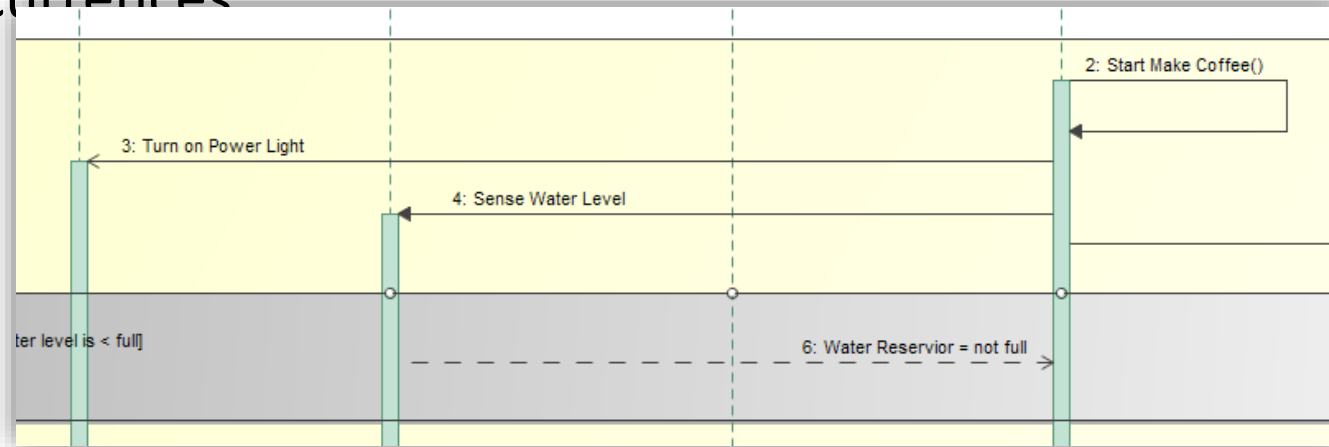 2: Start Make Coffee()
3: Turn on Power Light
4: Sense Water Level
ter level is < full]
6: Water Reservior = not full